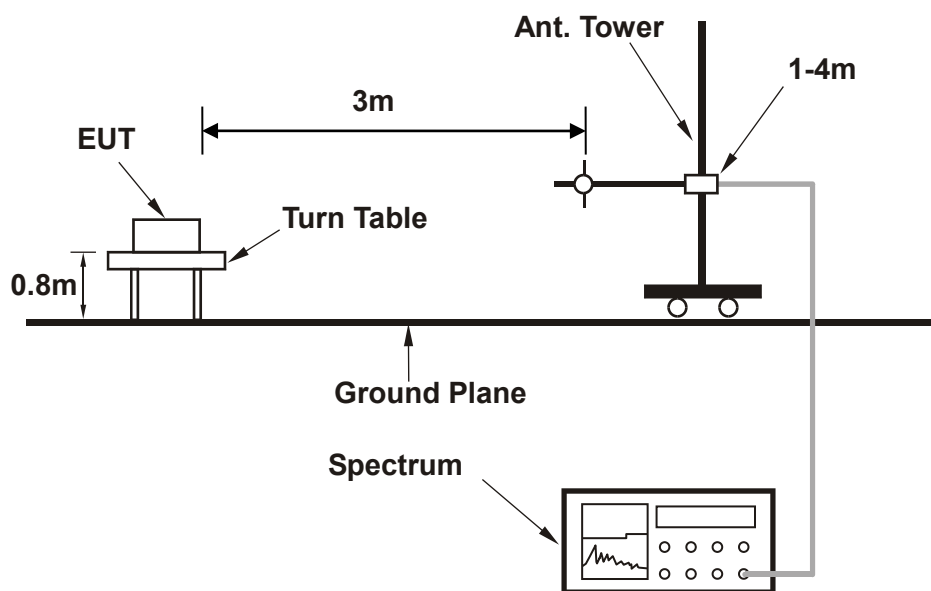 Ant. Tower
1-4m
3m
EUT
Turn Table
0.8m
Ground Plane
Spectrum